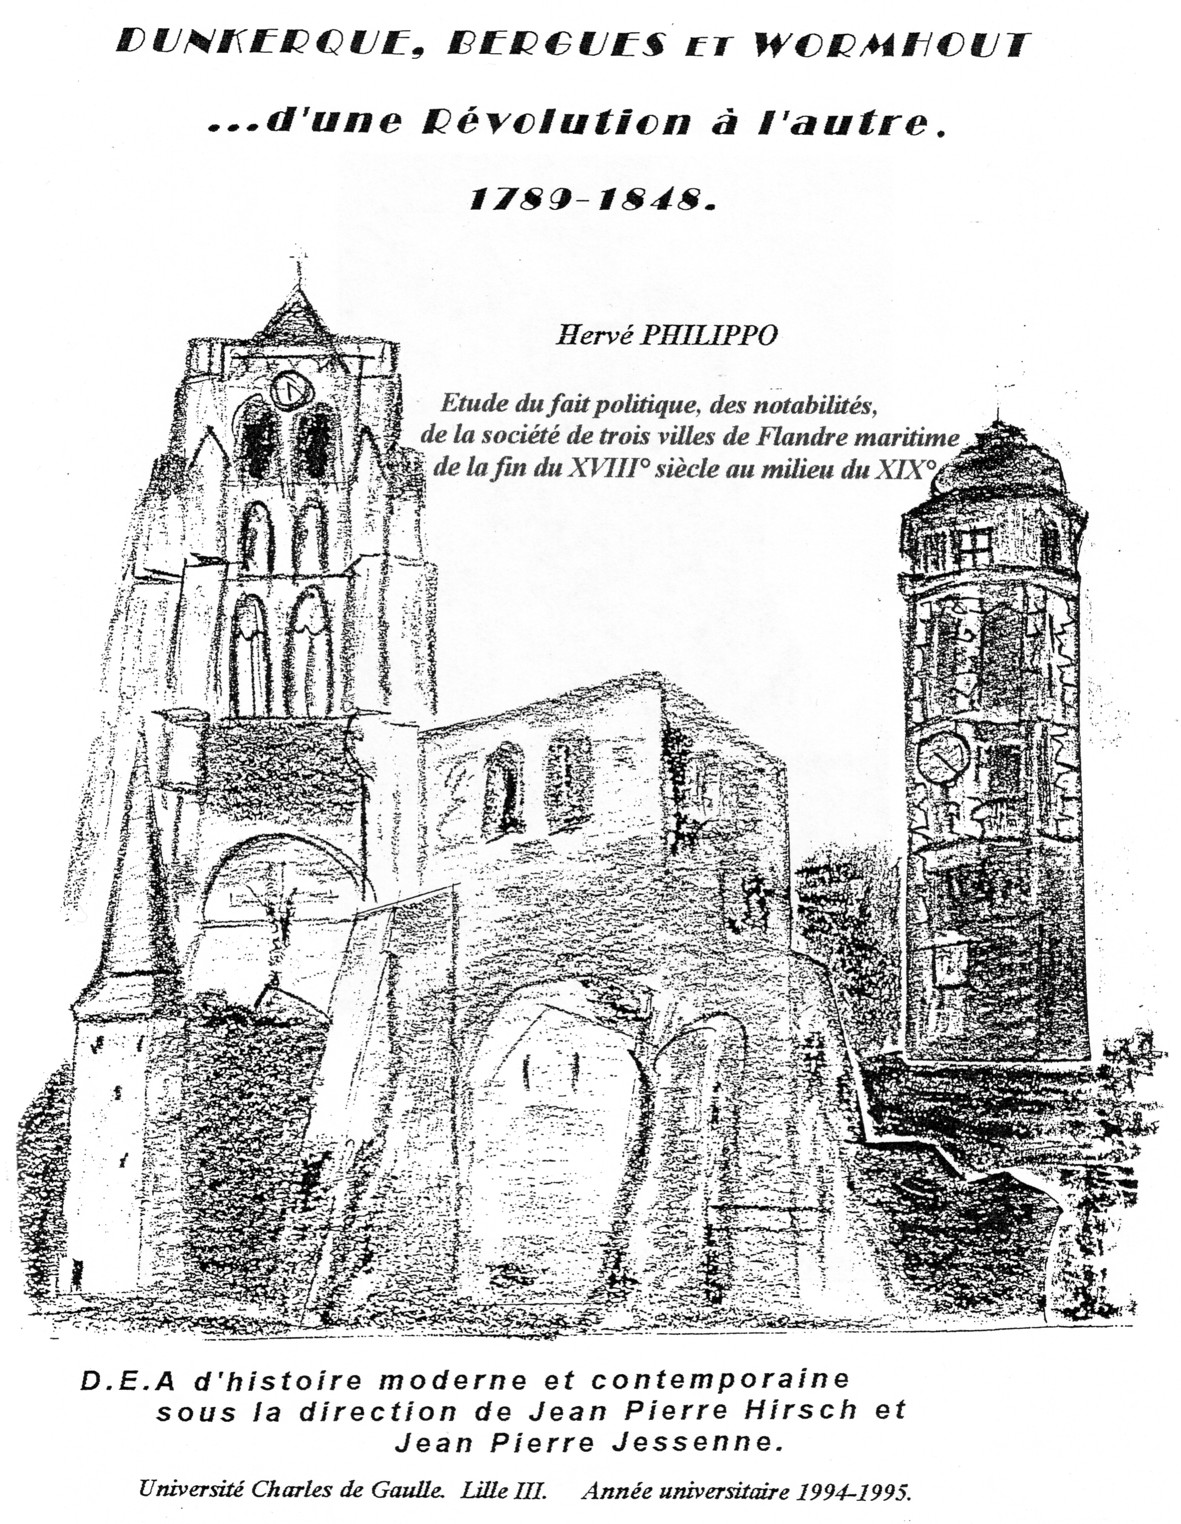 DUNKERQUE, BERGUES ET WORMHOUT
...d'une Révolution à l'autre.
1789-1848.
Hervé PHILIPPO
Etude du fait politique, des notabilités,
de la société de trois villes de Flandre maritime
de la fin du XVIII° siècle au milieu du XIX°
D.E.A d'histoire moderne et contemporaine
sous la direction de Jean Pierre Hirsch et
Jean Pierre Jessenne.
Université Charles de Gaulle. Lille III. Année universitaire 1994-1995.